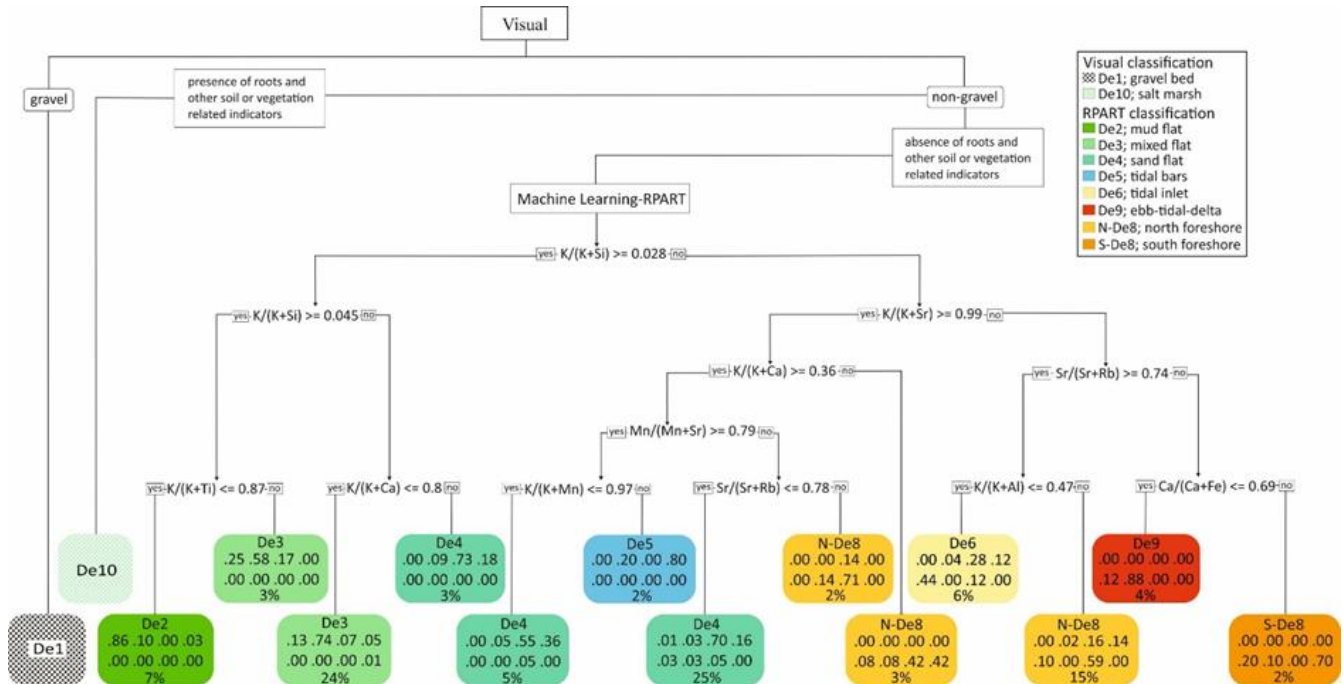 Visual
gravel
presence of roots and
other soil or vegetation
related indicators
non-gravel
absence of roots and
other soil or vegetation
related indicators
Machine Learning-RPART
Visual classification
De1; gravel bed
De10; salt marsh
RPART classification
De2; mud flat
De3; mixed flat
De4; sand flat
De5; tidal bars
De6; tidal inlet
De9; ebb-tidal-delta
N-De8; north foreshore
S-De8; south foreshore
yes K/(K+Si) >= 0.028 no
yes K/(K+Si) >= 0.045 no
yes K/(K+Sr) >= 0.99 no
yes K/(K+Ca) >= 0.36 no
yes Sr/(Sr+Rb) >= 0.74 no
yes Mn/(Mn+Sr) >= 0.79 no
yes K/(K+Ti) <= 0.87 no
yes K/(K+Ca) <= 0.8 no
yes K/(K+Mn) <= 0.97 no
yes Sr/(Sr+Rb) <= 0.78 no
yes K/(K+Al) <= 0.47 no
yes Ca/(Ca+Fe) <= 0.69 no
De10
De3
.25 .58 .17 .00
.00 .00 .00 .00
3%
De4
.00 .09 .73 .18
.00 .00 .00 .00
3%
De5
.00 .20 .00 .80
.00 .00 .00 .00
2%
N-De8
.00 .00 .14 .00
.00 .14 .71 .00
2%
De6
.00 .04 .28 .12
.44 .00 .12 .00
6%
De9
.00 .00 .00 .00
.12 .88 .00 .00
4%
De1
De2
.86 .10 .00 .03
.00 .00 .00 .00
7%
De3
.13 .74 .07 .05
.00 .00 .00 .01
24%
De4
.00 .05 .55 .36
.00 .00 .05 .00
5%
De4
.01 .03 .70 .16
.03 .03 .05 .00
25%
N-De8
.00 .00 .00 .00
.08 .08 .42 .42
3%
N-De8
.00 .02 .16 .14
.10 .00 .59 .00
15%
S-De8
.00 .00 .00 .00
.20 .10 .00 .70
2%